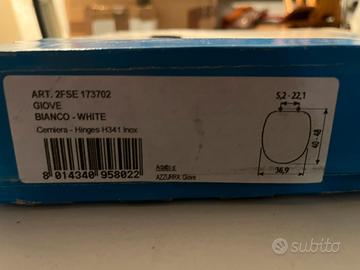 ART. 2FSE 173702
GIOVE
BIANCO - WHITE
Cerniera - Hinges H341 Inox
8 014340 958022
Adatto a:
AZZURRA: Giove
5,2 - 22,1
40 - 48
36,9
subito